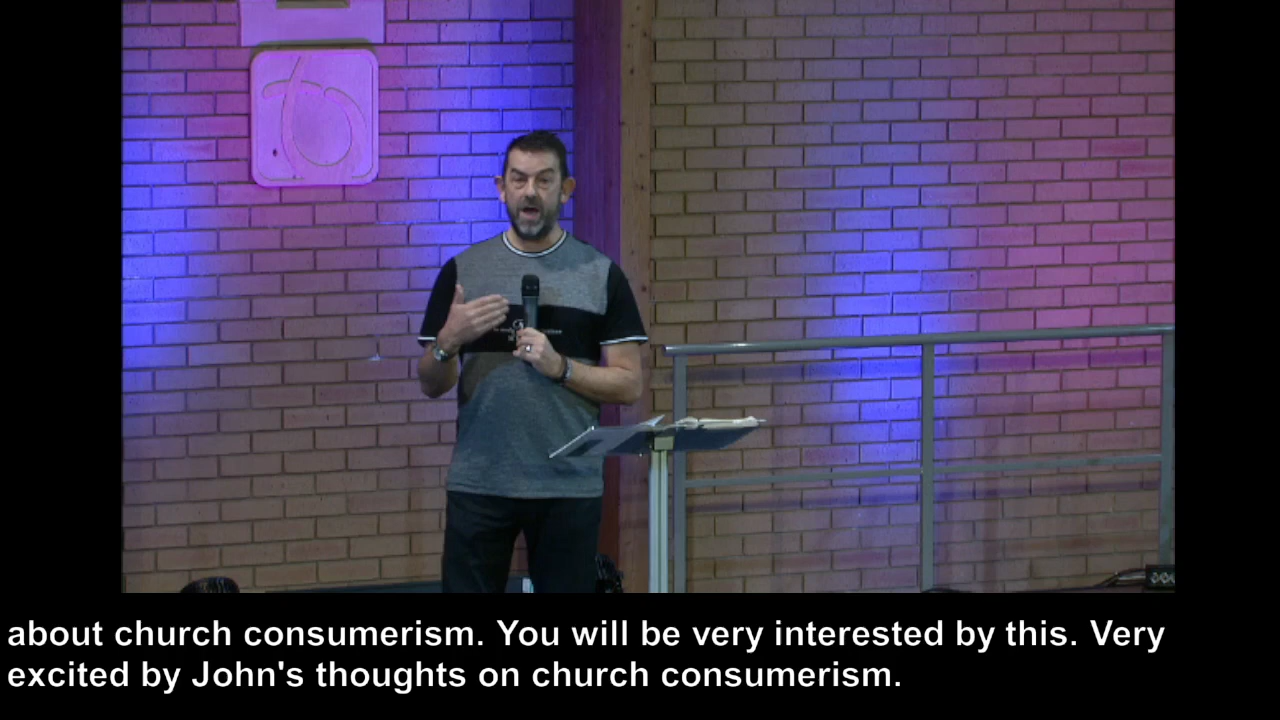 about church consumerism. You will be very interested by this. Very
excited by John's thoughts on church consumerism.